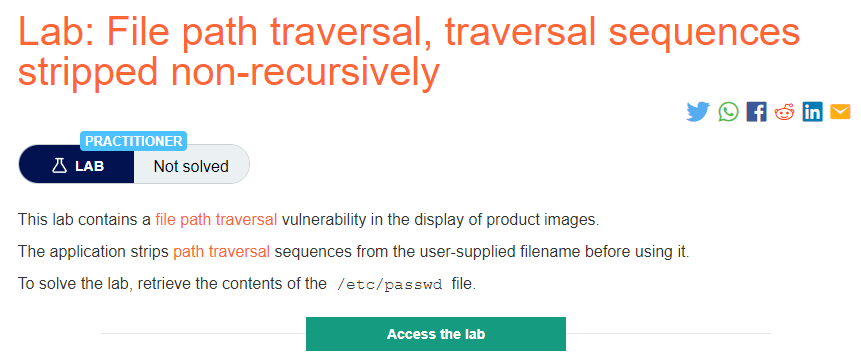 Lab: File path traversal, traversal sequences
stripped non-recursively
PRACTITIONER
LAB Not solved
This lab contains a file path traversal vulnerability in the display of product images.
The application strips path traversal sequences from the user-supplied filename before using it.
To solve the lab, retrieve the contents of the /etc/passwd file.
Access the lab